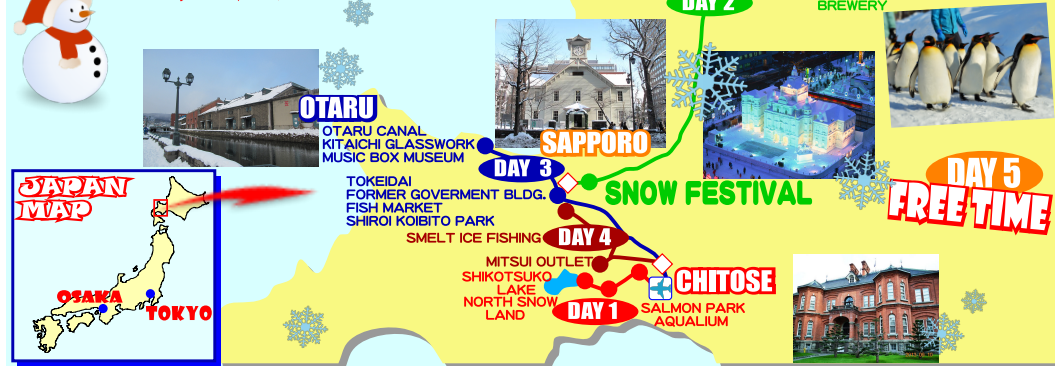 DAY 2
BREWERY
OTARU
OTARU CANAL
KITAICHI GLASSWORK
MUSIC BOX MUSEUM
SAPPORO
DAY 3
TOKEIDAI
FORMER GOVERMENT BLDG.
FISH MARKET
SHIROI KOIBITO PARK
SNOW FESTIVAL
DAY 5
FREE TIME
JAPAN
MAP
OSAKA
TOKYO
SMELT ICE FISHING
DAY 4
MITSUI OUTLET
SHIKOTSUKO
LAKE
NORTH SNOW
LAND
DAY 1
CHITOSE
SALMON PARK
AQUALIUM